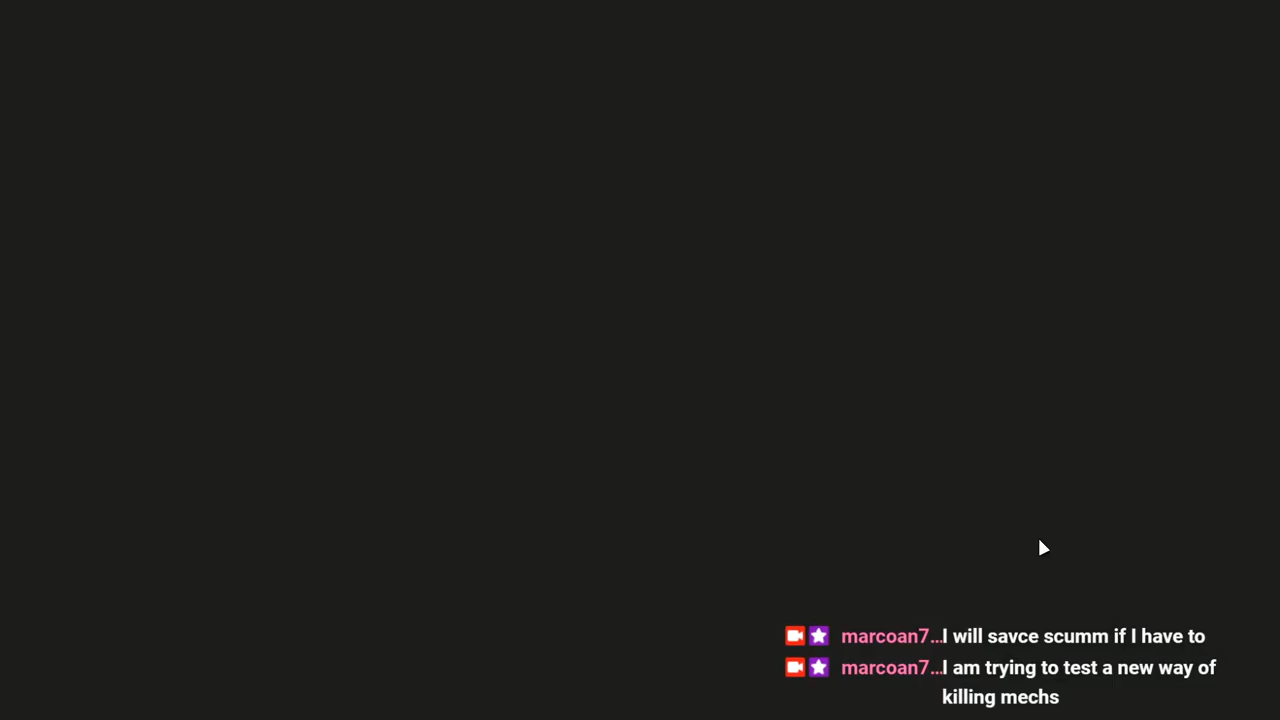 marcoan7...I will savce scumm if I have to
marcoan7...I am trying to test a new way of
killing mechs